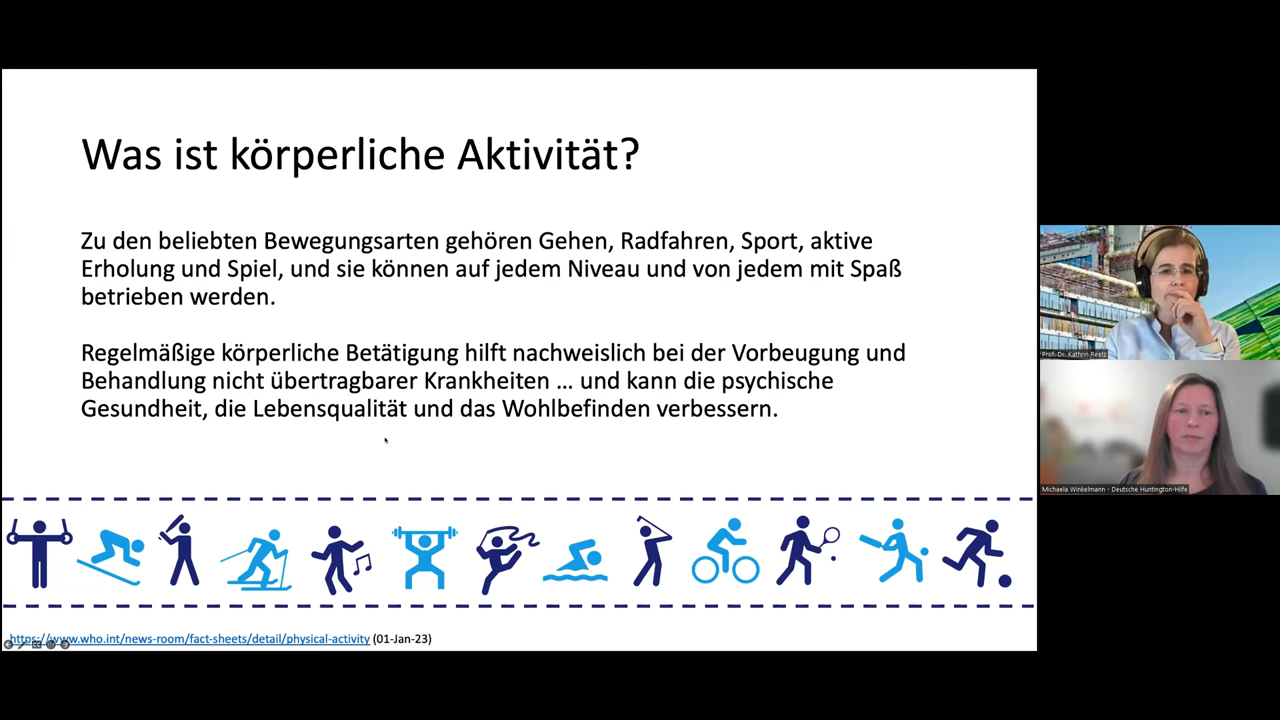 Was ist körperliche Aktivität?
Zu den beliebten Bewegungsarten gehören Gehen, Radfahren, Sport, aktive
Erholung und Spiel, und sie können auf jedem Niveau und von jedem mit Spaß
betrieben werden.
Regelmäßige körperliche Betätigung hilft nachweislich bei der Vorbeugung und
Behandlung nicht übertragbarer Krankheiten … und kann die psychische
Gesundheit, die Lebensqualität und das Wohlbefinden verbessern.
https://www.who.int/news-room/fact-sheets/detail/physical-activity (01-Jan-23)
Prof. Dr. Kathrin Reetz
Michaela Winkelmann - Deutsche Huntington-Hilfe